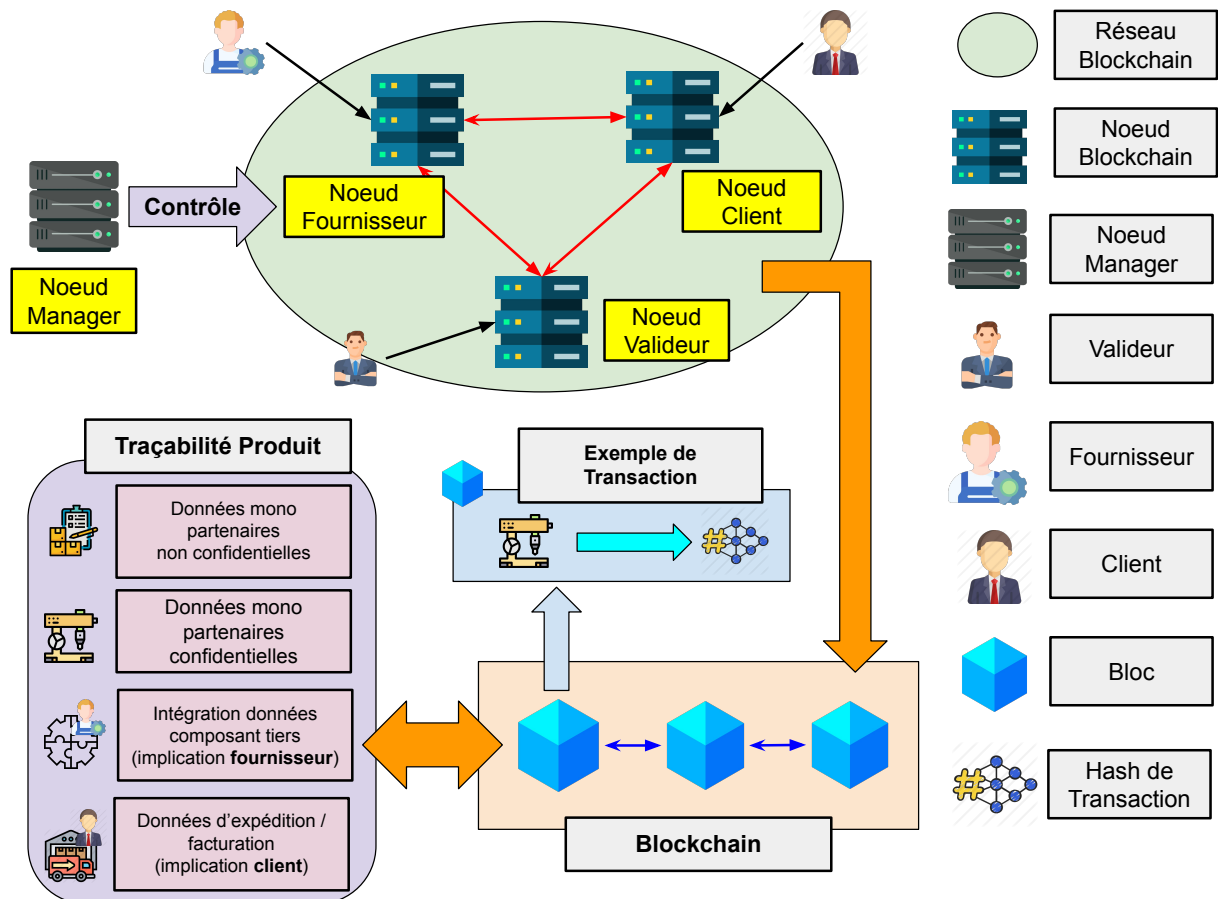 Contrôle
Noeud
Manager
Noeud
Fournisseur
Noeud
Client
Noeud
Valideur
Traçabilité Produit
Données mono
partenaires
non confidentielles
Données mono
partenaires
confidentielles
Intégration données
composant tiers
(implication fournisseur)
Données d'expédition /
facturation
(implication client)
Exemple de
Transaction
Blockchain
Réseau
Blockchain
Noeud
Blockchain
Noeud
Manager
Valideur
Fournisseur
Client
Bloc
Hash de
Transaction